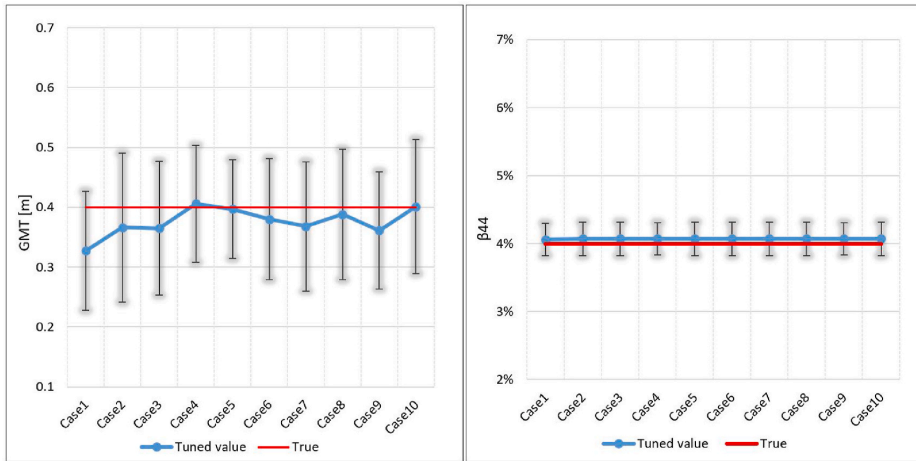 0.7
0.6
0.5
0.4
0.3
0.2
0.1
GMT [m]
Case1 Case2 Case3 Case4 Case5 Case6 Case7 Case8 Case9 Case10
Tuned value True
7%
6%
5%
4%
3%
2%
β44
Case1 Case2 Case3 Case4 Case5 Case6 Case7 Case8 Case9 Case10
Tuned value True